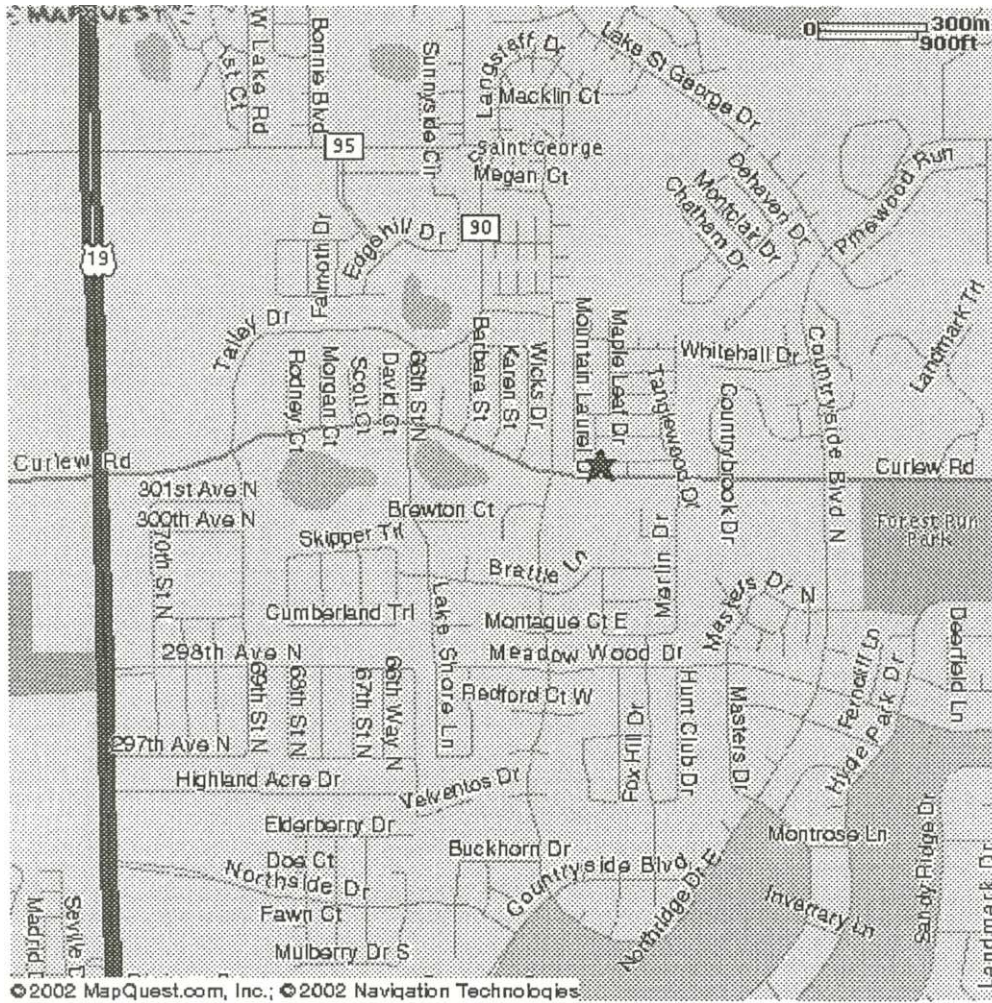 MAPQUEST
0 300m
900ft
W Lake Rd
1st Ct
Bonnie Blvd
Sunnyside Cir
Langstaff Dr
Macklin Ct
Lake St George Dr
95
Saint George
Megan Ct
90
19
Falmoth Dr
Edgehill Dr
Dehaven Dr
Montclair Dr
Chatham Dr
Pinewood Run
Landmark Trl
Talley Dr
Rodney Ct
Morgan Ct
Scott Ct
David Ct
66th St N
Barbara St
Karen St
Wicks Dr
Mountain Laurel Ct
Maple Leaf Dr
Tanglewood Dr
Whitehall Dr
Countrybrook Dr
Countryside Blvd N
Curlew Rd
Curlew Rd
301st Ave N
300th Ave N
Skipper Trl
Brewton Ct
Forest Run
Park
70th St N
Brattle Ln
Merlin Dr
Masters Dr N
Cumberland Trl
Lake Shore Ln
Montague Ct E
298th Ave N
Meadow Wood Dr
69th St N
68th St N
67th St N
66th Way N
Redford Ct W
Fox Hill Dr
Hunt Club Dr
Masters Dr
Ferncliff Ln
Hyde Park Dr
Deerfield Ln
297th Ave N
Highland Acre Dr
Velventos Dr
Elderberry Dr
Doe Ct
Northside Dr
Fawn Ct
Mulberry Dr S
Buckhorn Dr
Countryside Blvd
Northridge Dr E
Montrose Ln
Inverrary Ln
Sandy Ridge Dr
Landmark Dr
Madrid D
Seville D
©2002 MapQuest.com, Inc.; ©2002 Navigation Technologies